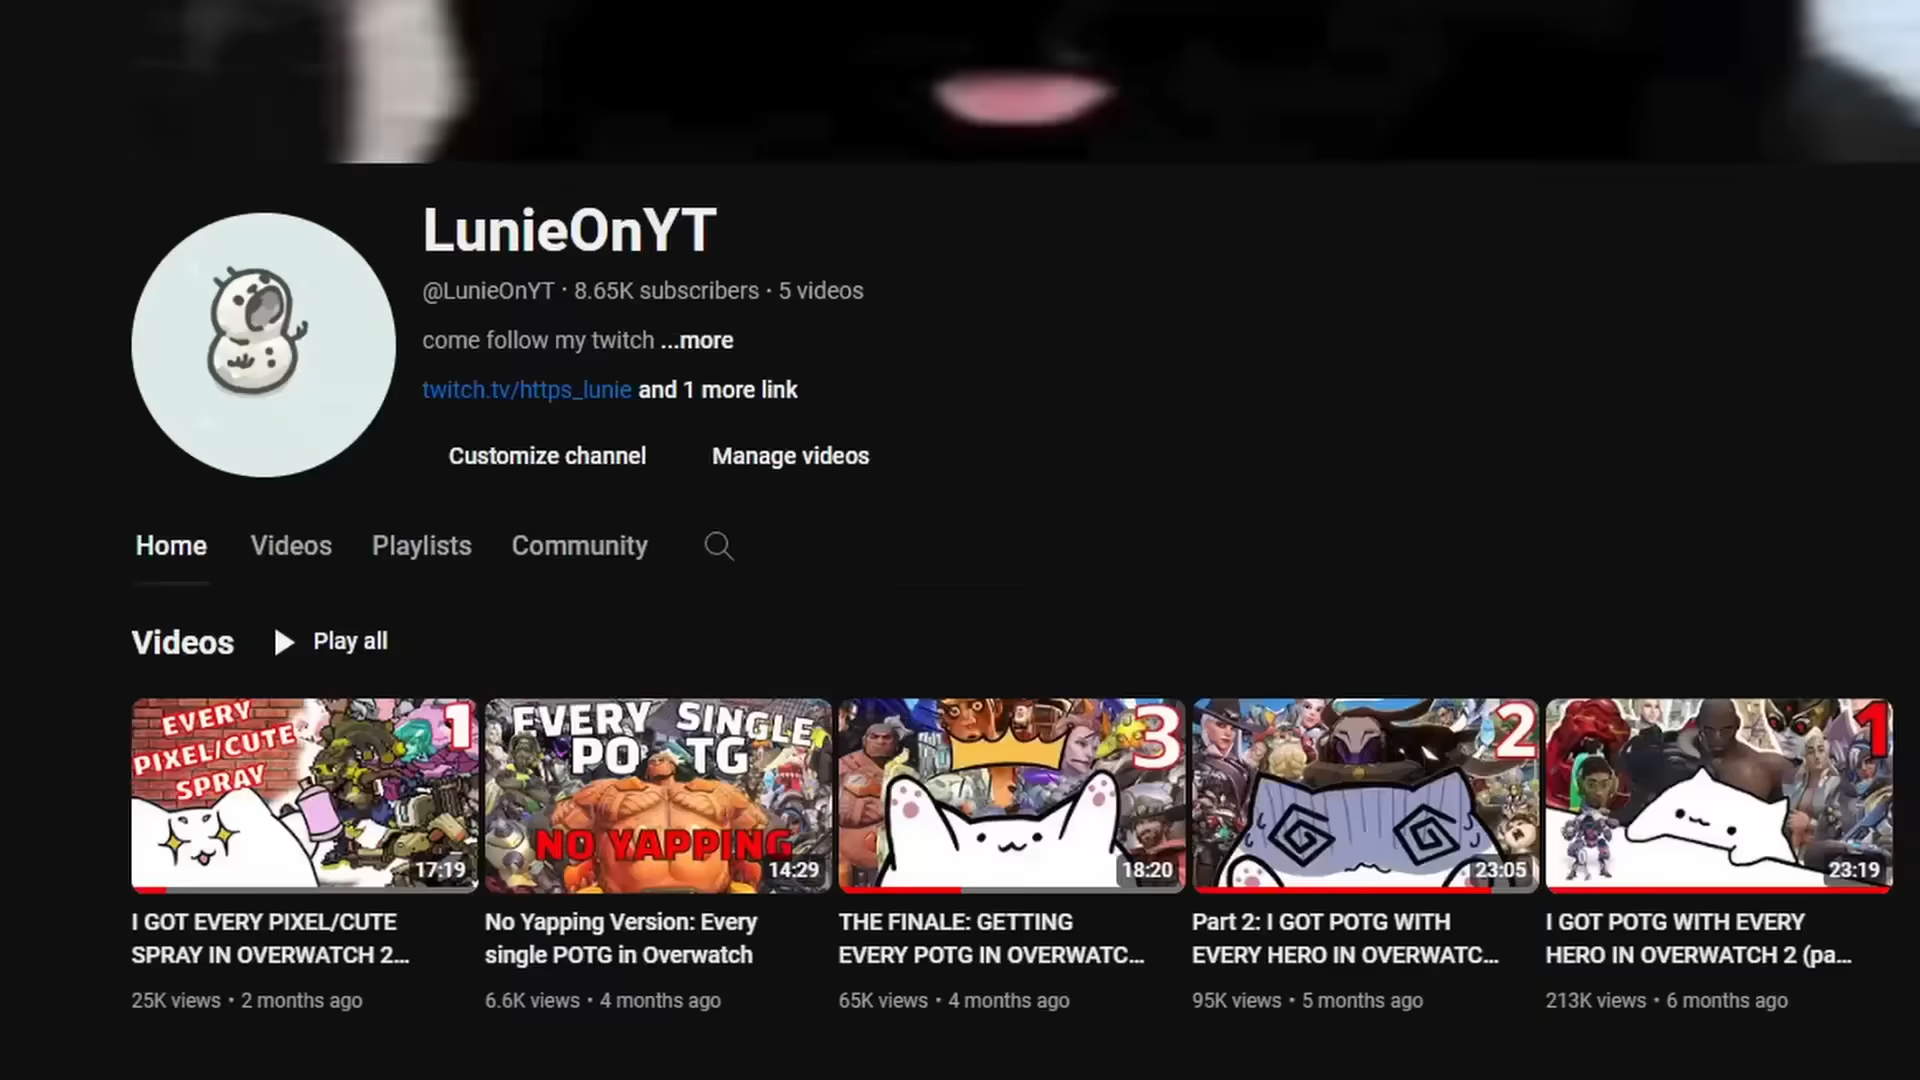 LunieOnYT
@LunieOnYT · 8.65K subscribers · 5 videos
come follow my twitch ...more
twitch.tv/https_lunie and 1 more link
Customize channel Manage videos
Home Videos Playlists Community
Videos Play all
EVERY
PIXEL/CUTE
SPRAY
1
17:19
EVERY SINGLE
POTG
NO YAPPING
14:29
3
18:20
2
23:05
1
23:19
I GOT EVERY PIXEL/CUTE
SPRAY IN OVERWATCH 2...
25K views • 2 months ago
No Yapping Version: Every
single POTG in Overwatch
6.6K views • 4 months ago
THE FINALE: GETTING
EVERY POTG IN OVERWATC...
65K views • 4 months ago
Part 2: I GOT POTG WITH
EVERY HERO IN OVERWATC...
95K views • 5 months ago
I GOT POTG WITH EVERY
HERO IN OVERWATCH 2 (pa...
213K views • 6 months ago